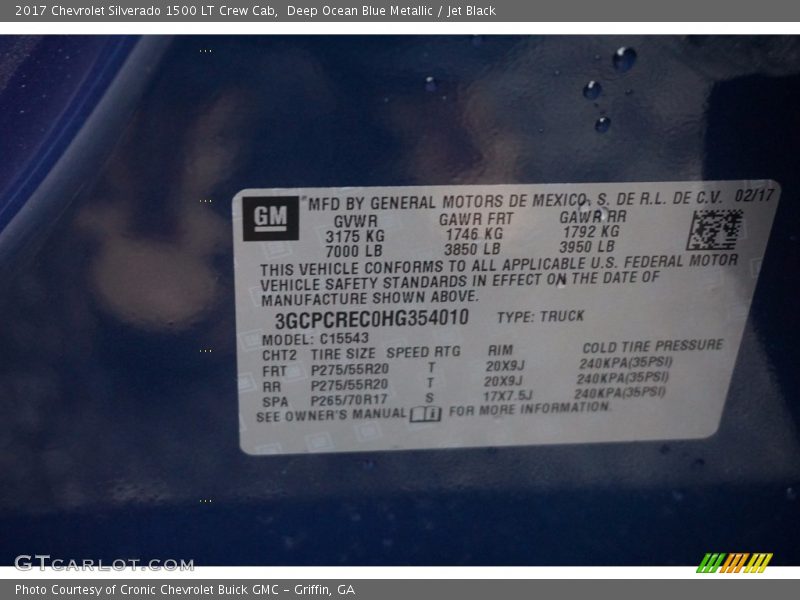 2017 Chevrolet Silverado 1500 LT Crew Cab, Deep Ocean Blue Metallic / Jet Black
GM
MFD BY GENERAL MOTORS DE MEXICO, S. DE R.L. DE C.V. 02/17
GVWR GAWR FRT GAWR RR
3175 KG 1746 KG 1792 KG
7000 LB 3850 LB 3950 LB
THIS VEHICLE CONFORMS TO ALL APPLICABLE U.S. FEDERAL MOTOR
VEHICLE SAFETY STANDARDS IN EFFECT ON THE DATE OF
MANUFACTURE SHOWN ABOVE.
3GCPCREC0HG354010 TYPE: TRUCK
MODEL: C15543
CHT2 TIRE SIZE SPEED RTG RIM COLD TIRE PRESSURE
FRT P275/55R20 T 20X9J 240KPA(35PSI)
RR P275/55R20 T 20X9J 240KPA(35PSI)
SPA P265/70R17 S 17X7.5J 240KPA(35PSI)
SEE OWNER'S MANUAL FOR MORE INFORMATION.
GTCARLOT.COM
Photo Courtesy of Cronic Chevrolet Buick GMC – Griffin, GA